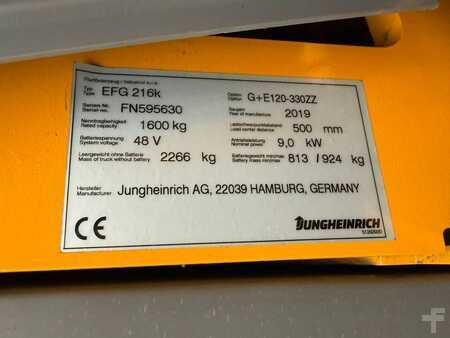 Flurförderzeug / Industrial truck
Typ Type EFG 216k Option Option G+E120-330ZZ
Serien-Nr. Serial no. FN595630 Baujahr Year of manufacture 2019
Nenntragfähigkeit Rated capacity 1600 kg Lastschwerpunktabstand Load center distance 500 mm
Batteriespannung System voltage 48 V Antriebsleistung Nominal power 9,0 kW
Leergewicht ohne Batterie Mass of truck without battery 2266 kg Batteriegewicht min/max Battery mass min/max 813 / 924 kg
Hersteller Manufacturer Jungheinrich AG, 22039 HAMBURG, GERMANY
CE JUNGHEINRICH